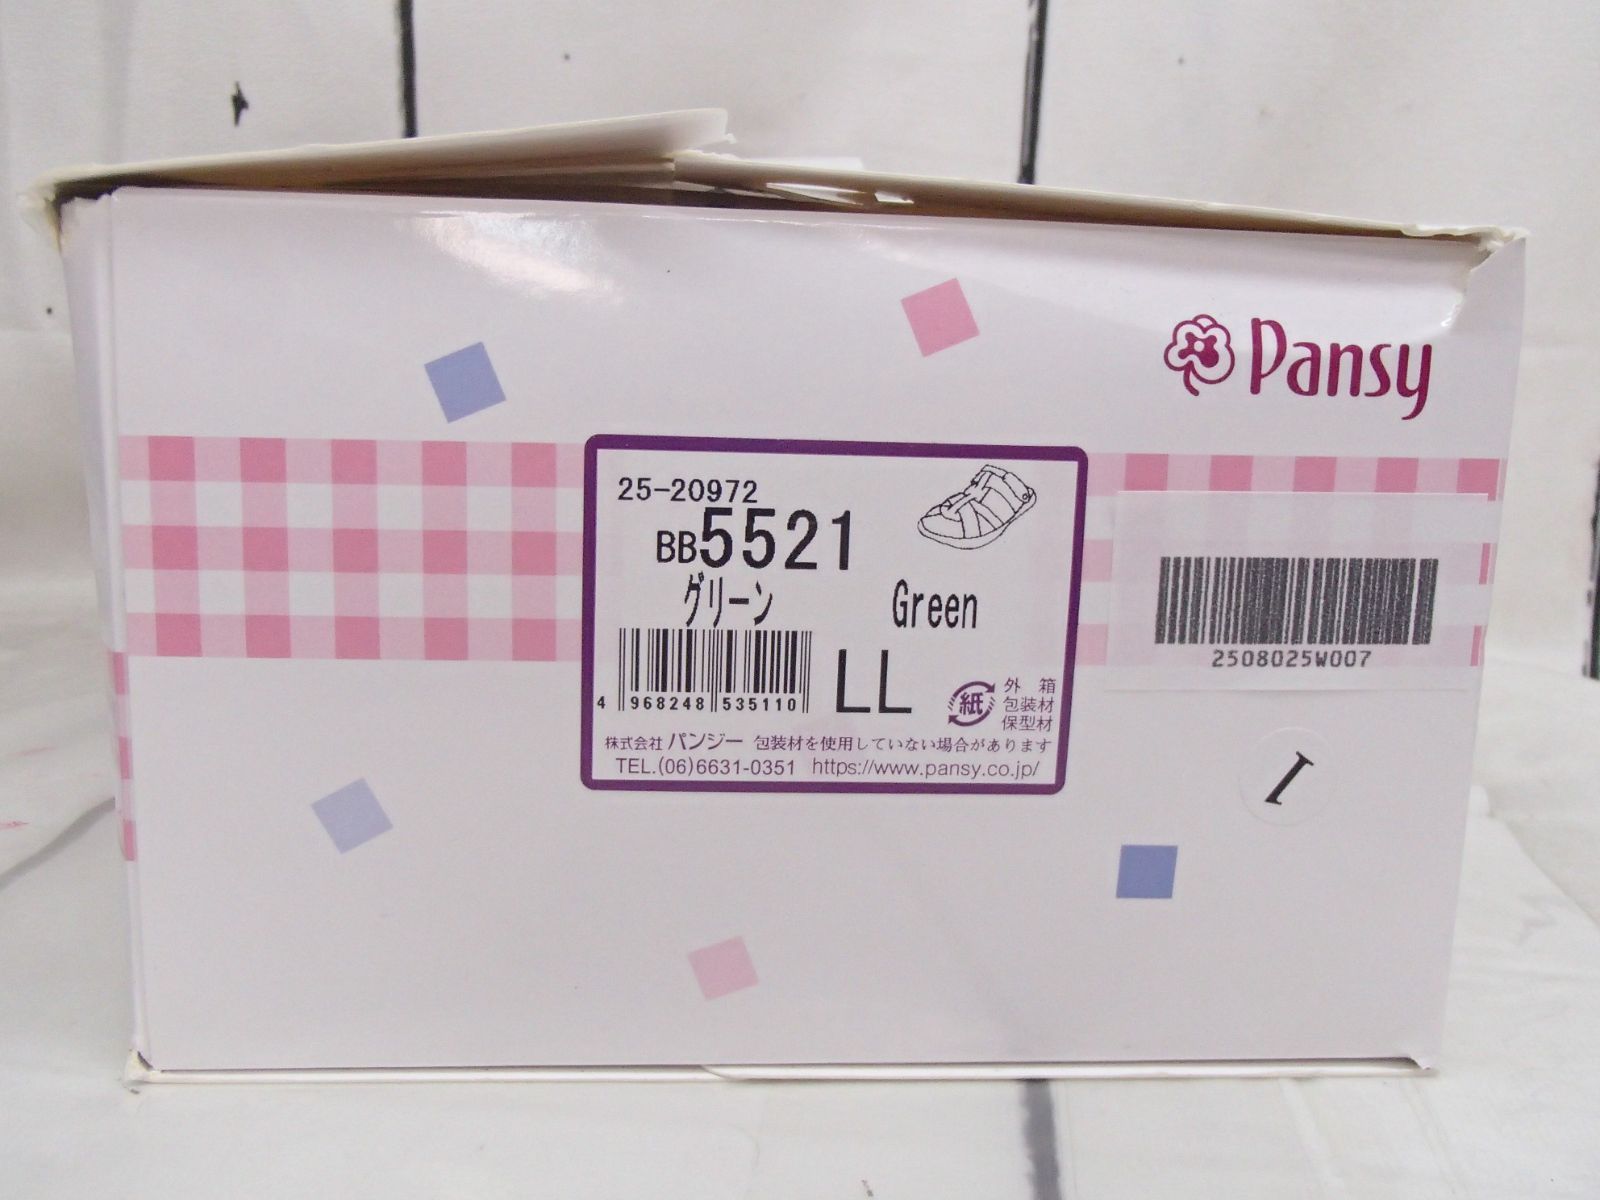 Pansy
25-20972
BB5521
グリーン Green
4 968248 535110
LL
紙
外 箱
包装材
保型材
株式会社 パンジー 包装材を使用していない場合があります
TEL.(06)6631-0351 https://www.pansy.co.jp/
2508025W007
I